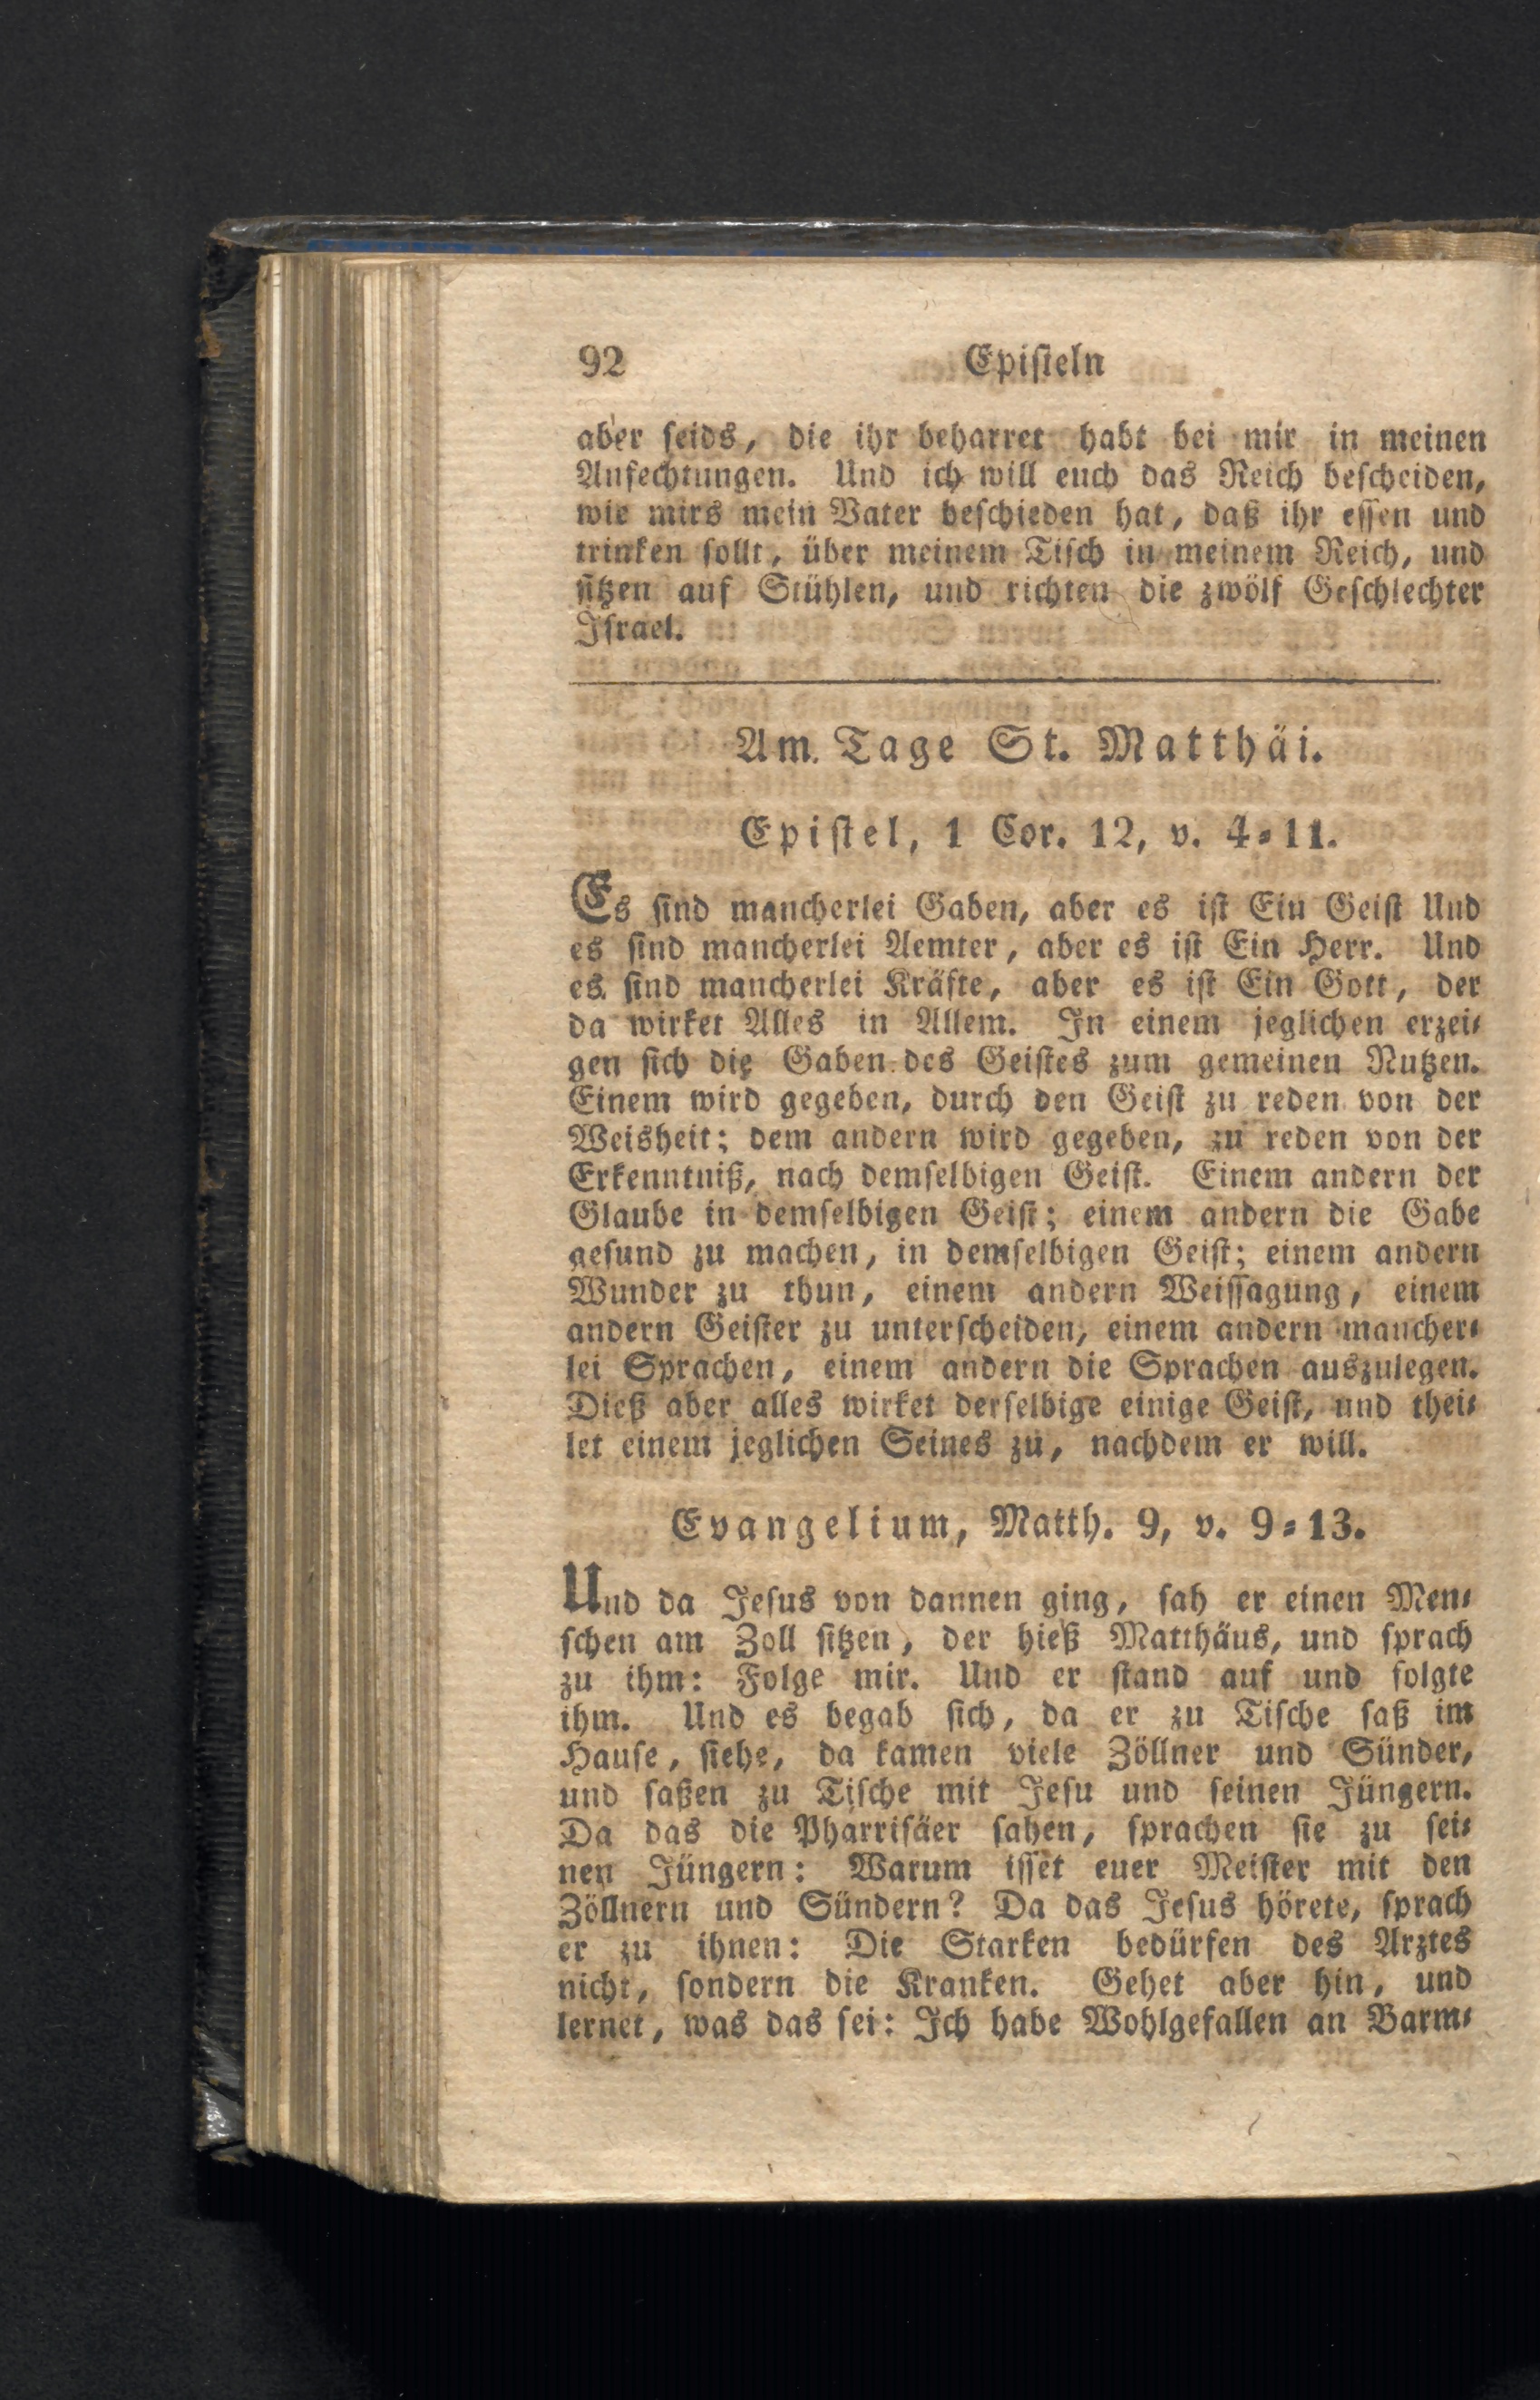 92 Epiſteln
aber ſeids, die ihr beharret habt bei mir in meinen
Anfechtungen. Und ich will euch das Reich beſcheiden,
wie mirs mein Vater beſchieden hat, daß ihr eſſen und
trinken ſollt, über meinem Tiſch in meinem Reich, und
ſitzen auf Stühlen, und richten die zwölf Geſchlechter
Iſrael.
Am Tage St. Matthäi.
Epiſtel, 1 Cor. 12, v. 4⸗11.
Es ſind mancherlei Gaben, aber es iſt Ein Geiſt Und
es ſind mancherlei Aemter, aber es iſt Ein Herr. Und
es ſind mancherlei Kräfte, aber es iſt Ein Gott, der
da wirket Alles in Allem. In einem jeglichen erzei⸗
gen ſich die Gaben des Geiſtes zum gemeinen Nutzen.
Einem wird gegeben, durch den Geiſt zu reden von der
Weisheit; dem andern wird gegeben, zu reden von der
Erkenntniß, nach demſelbigen Geiſt. Einem andern der
Glaube in demſelbigen Geiſt; einem andern die Gabe
geſund zu machen, in demſelbigen Geiſt; einem andern
Wunder zu thun, einem andern Weiſſagung, einem
andern Geiſter zu unterſcheiden, einem andern mancher⸗
lei Sprachen, einem andern die Sprachen auszulegen.
Dieß aber alles wirket derſelbige einige Geiſt, und thei⸗
let einem jeglichen Seines zu, nachdem er will.
Evangelium, Matth. 9, v. 9⸗13.
Und da Jeſus von dannen ging, ſah er einen Men⸗
ſchen am Zoll ſitzen, der hieß Matthäus, und ſprach
zu ihm: Folge mir. Und er ſtand auf und folgte
ihm. Und es begab ſich, da er zu Tiſche ſaß im
Hauſe, ſiehe, da kamen viele Zöllner und Sünder,
und ſaßen zu Tiſche mit Jeſu und ſeinen Jüngern.
Da das die Pharriſäer ſahen, ſprachen ſie zu ſei⸗
nen Jüngern: Warum iſſet euer Meiſter mit den
Zöllnern und Sündern? Da das Jeſus hörete, ſprach
er zu ihnen: Die Starken bedürfen des Arztes
nicht, ſondern die Kranken. Gehet aber hin, und
lernet, was das ſei: Ich habe Wohlgefallen an Barm⸗